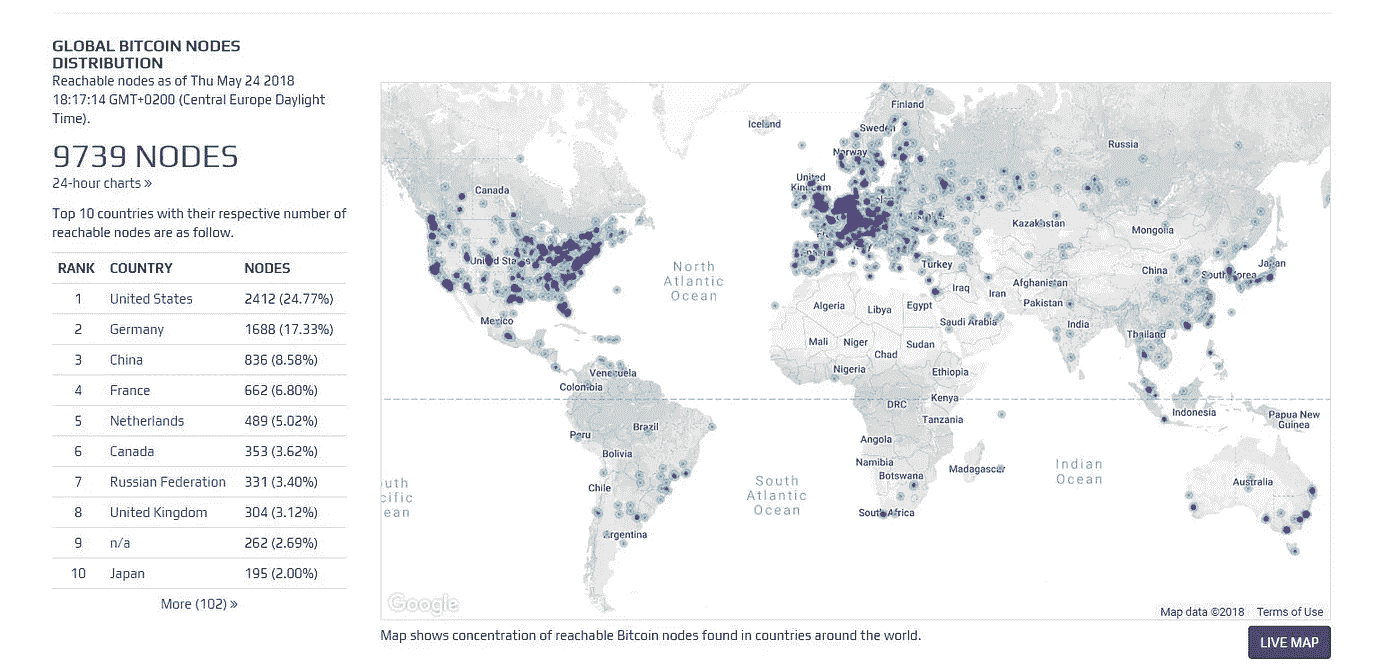 GLOBAL BITCOIN NODES
DISTRIBUTION
Reachable nodes as of Thu May 24 2018
18:17:14 GMT+0200 (Central Europe Daylight
Time).
9739 NODES
24-hour charts »
Top 10 countries with their respective number of
reachable nodes are as follow.
RANK COUNTRY NODES
1 United States 2412 (24.77%)
2 Germany 1688 (17.33%)
3 China 836 (8.58%)
4 France 662 (6.80%)
5 Netherlands 489 (5.02%)
6 Canada 353 (3.62%)
7 Russian Federation 331 (3.40%)
8 United Kingdom 304 (3.12%)
9 n/a 262 (2.69%)
10 Japan 195 (2.00%)
More (102) »
Finland
Iceland
Sweden
Norway
Russia
United
Kingdom
Canada
Kazakhstan
Mongolia
United States
North
Atlantic
Ocean
Turkey
China
South Korea
Japan
Iraq
Iran
Afghanistan
Pakistan
Algeria
Libya
Egypt
Saudi Arabia
India
Mexico
Mali
Niger
Chad
Sudan
Thailand
Nigeria
Ethiopia
Venezuela
Colombia
DRC
Kenya
Tanzania
Indonesia
Papua New
Guinea
Peru
Brazil
Bolivia
Angola
Namibia
Botswana
Madagascar
Indian
Ocean
Chile
South
Atlantic
Ocean
uth
cific
ean
South Africa
Australia
Argentina
Google
Map data ©2018 Terms of Use
Map shows concentration of reachable Bitcoin nodes found in countries around the world.
LIVE MAP